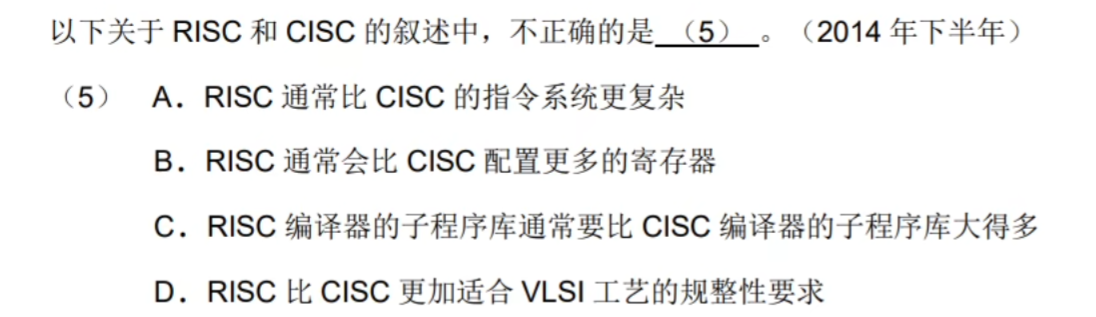 以下关于 RISC 和 CISC 的叙述中，不正确的是（5）。（2014 年下半年）
（5） A．RISC 通常比 CISC 的指令系统更复杂
B．RISC 通常会比 CISC 配置更多的寄存器
C．RISC 编译器的子程序库通常要比 CISC 编译器的子程序库大得多
D．RISC 比 CISC 更加适合 VLSI 工艺的规整性要求